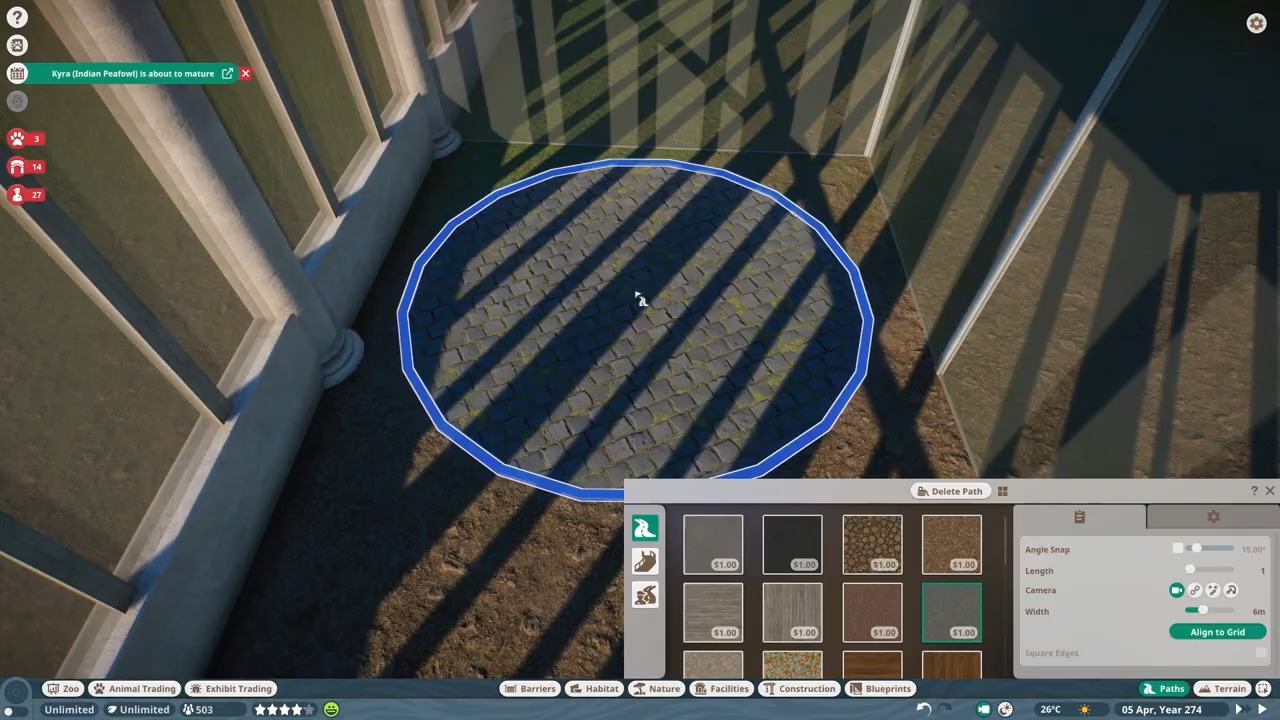 ?
Kyra (Indian Peafowl) is about to mature
3
14
27
Delete Path
?
$1.00 $1.00 $1.00 $1.00
$1.00 $1.00 $1.00 $1.00
Angle Snap 15.00°
Length 1
Camera
Width 6m
Align to Grid
Square Edges
Zoo Animal Trading Exhibit Trading Barriers Habitat Nature Facilities Construction Blueprints Paths Terrain
Unlimited Unlimited 503 26°C 05 Apr, Year 274